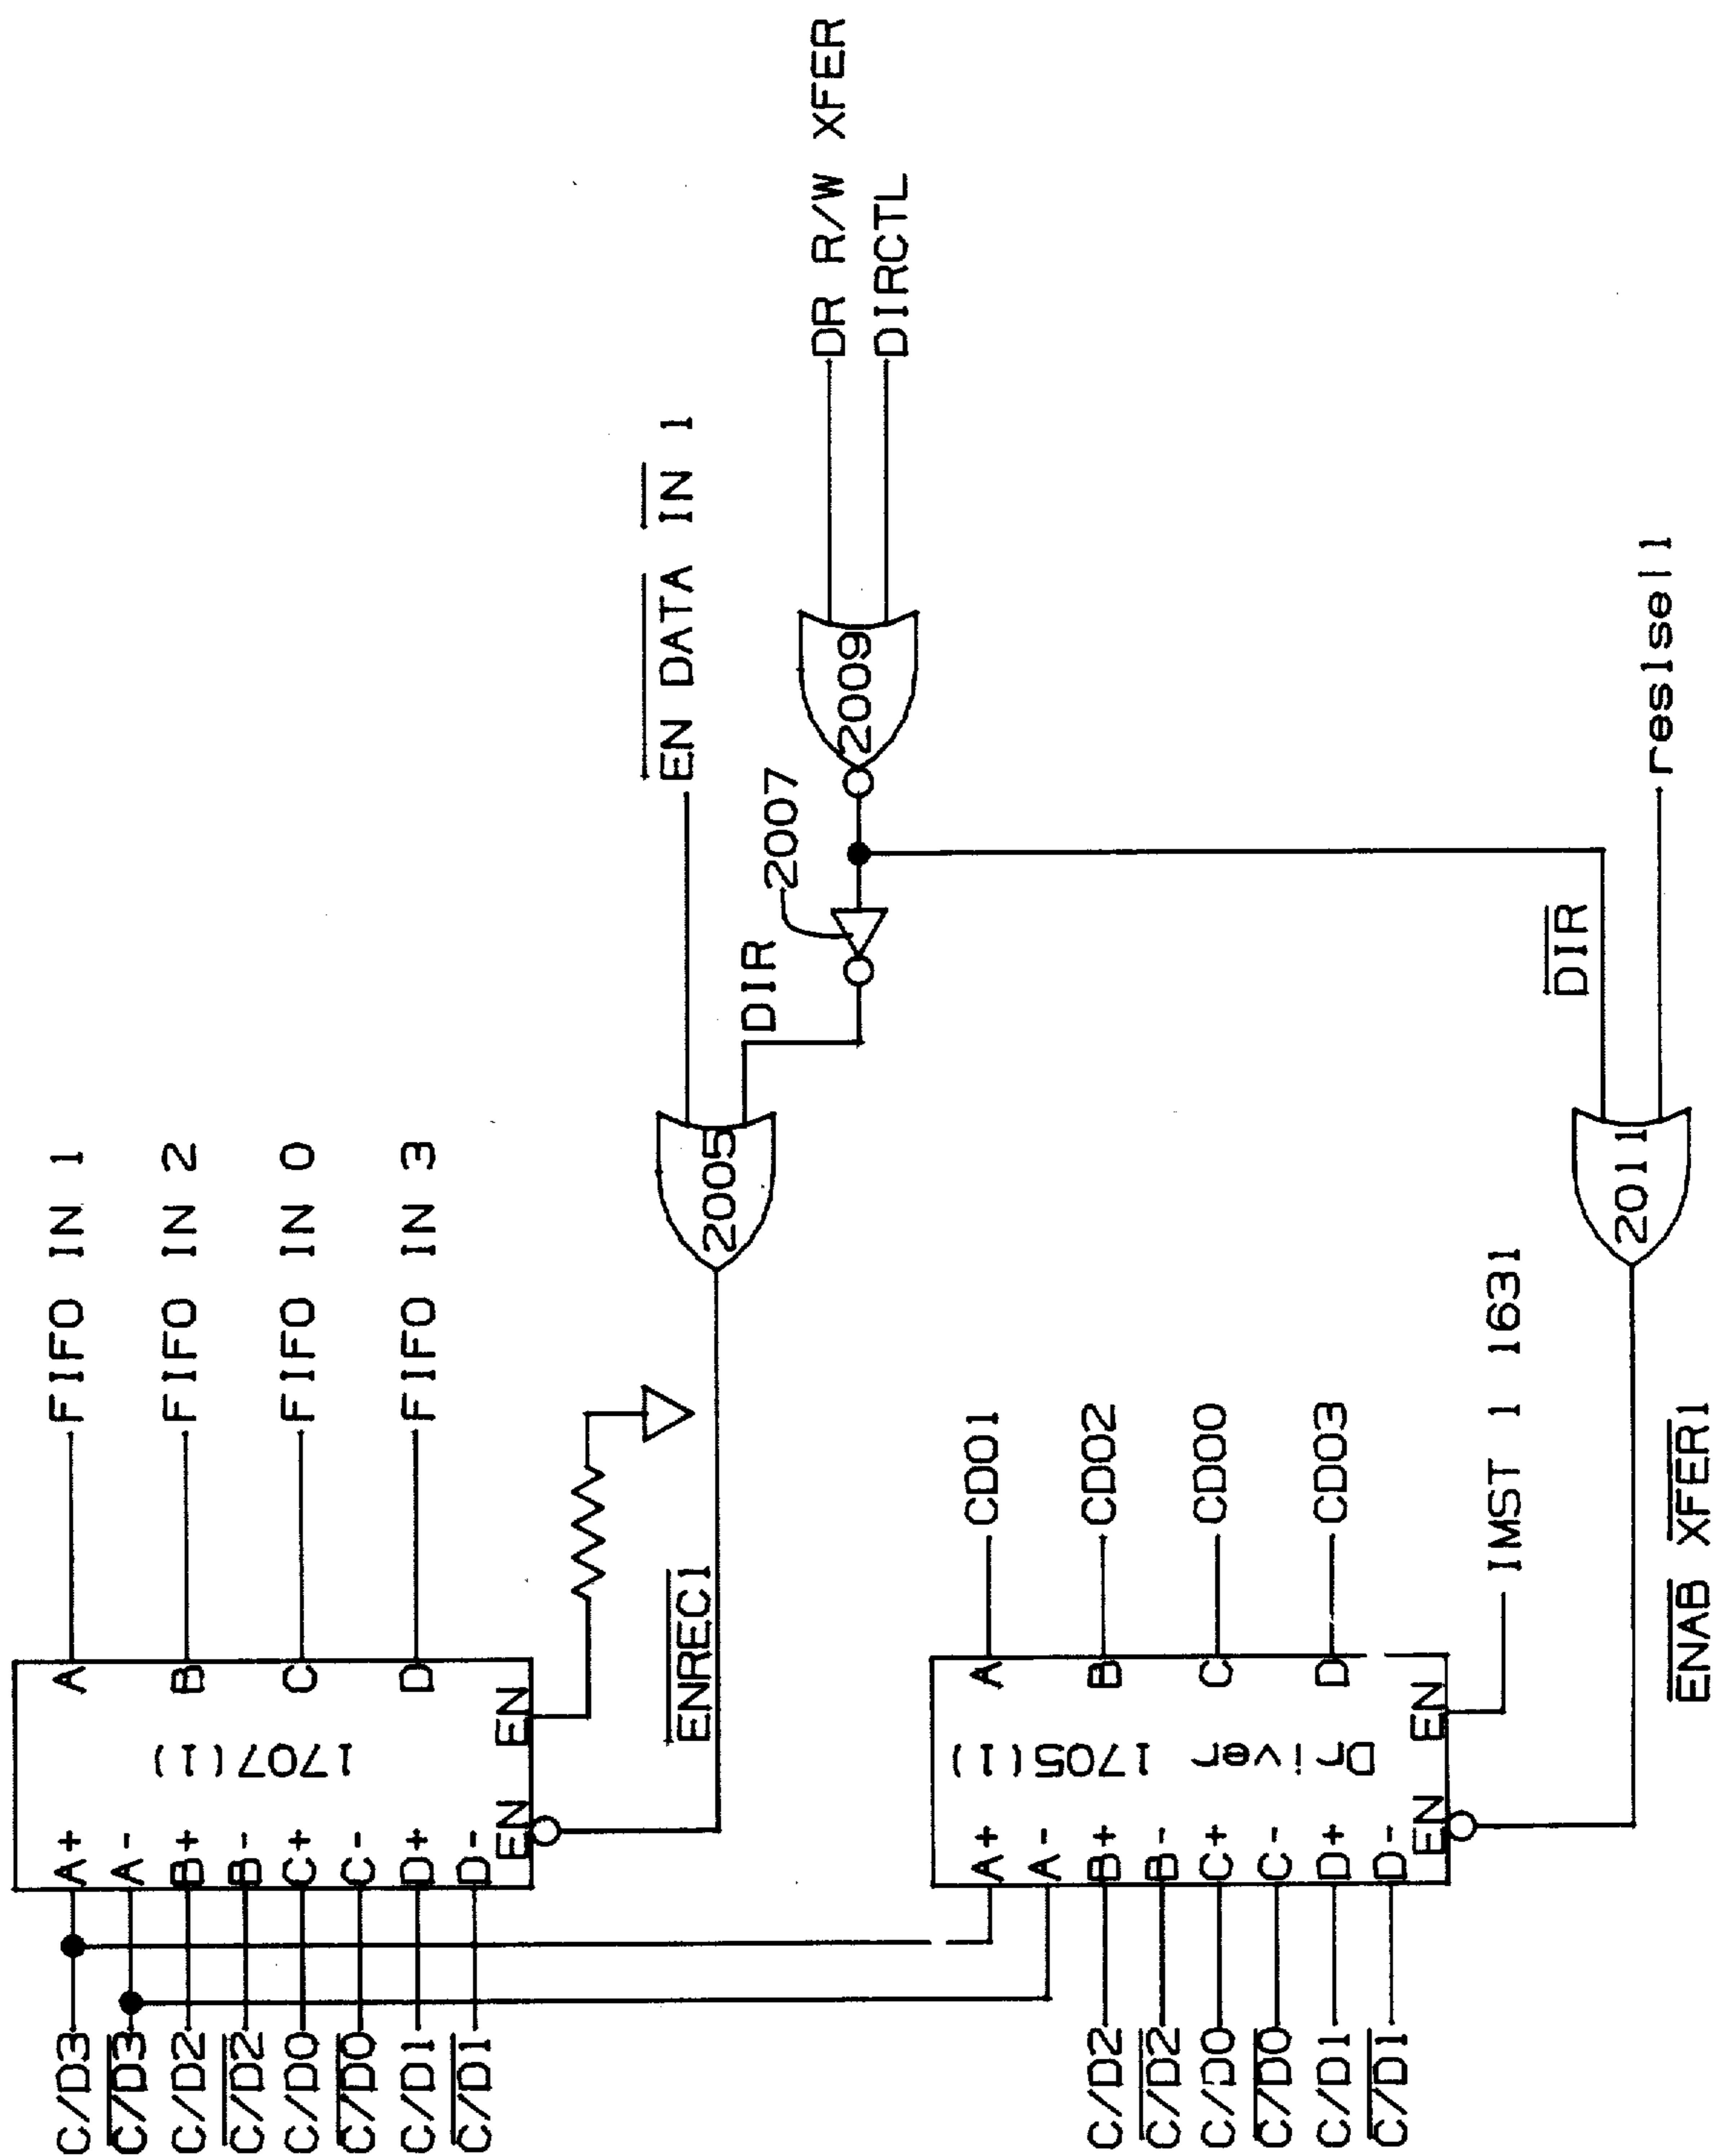 C/D3
C/D3
C/D2
C/D2
C/D0
C/D0
C/D1
C/D1
A+
A-
B+
B-
C+
C-
D+
D-
EN
EN
1707(1)
A
B
C
D
FIFO IN 1
FIFO IN 2
FIFO IN 0
FIFO IN 3
ENREC1
2005
EN DATA IN 1
DIR
2007
2009
DR R/W XFER
DIRCTL
C/D2
C/D2
C/D0
C/D0
C/D1
C/D1
A+
A-
B+
B-
C+
C-
D+
D-
EN
EN
Driver 1705(1)
A
B
C
D
CD01
CD02
CD00
CD03
IMST 1 1631
ENAB XFER1
2011
DIR
reslsel1